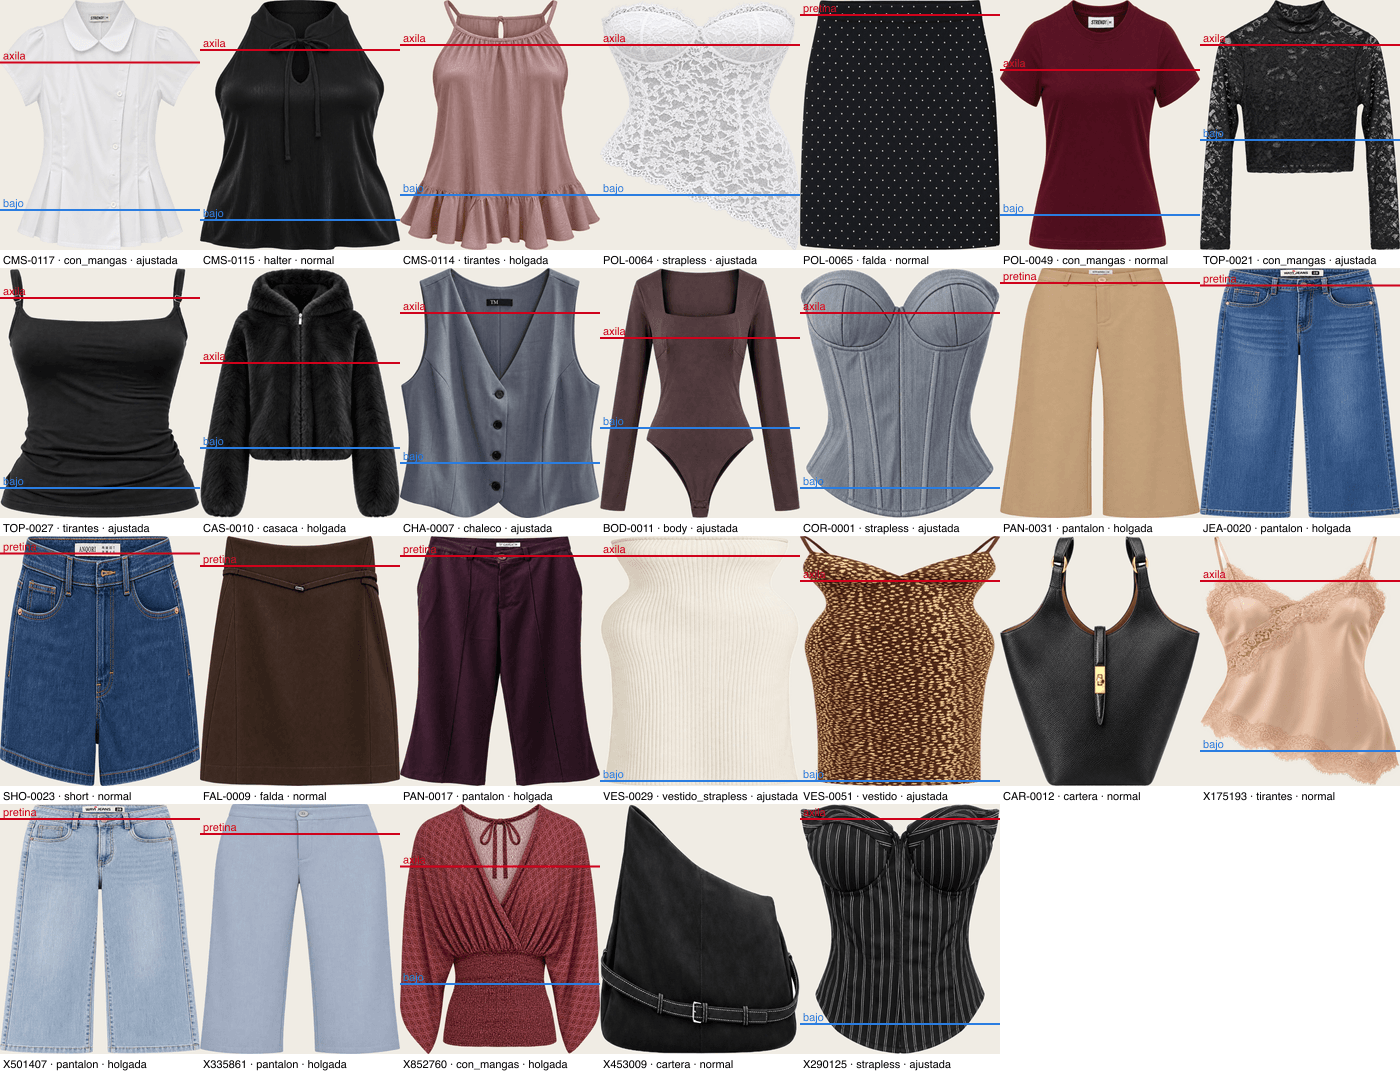 STRENDY
axila
bajo
CMS-0117 · con_mangas · ajustada
axila
bajo
CMS-0115 · halter · normal
axila
bajo
CMS-0114 · tirantes · holgada
axila
bajo
POL-0064 · strapless · ajustada
pretina
POL-0065 · falda · normal
STRENDY
axila
bajo
POL-0049 · con_mangas · normal
axila
bajo
TOP-0021 · con_mangas · ajustada
axila
bajo
TOP-0027 · tirantes · ajustada
axila
bajo
CAS-0010 · casaca · holgada
TM
axila
bajo
CHA-0007 · chaleco · ajustada
axila
bajo
BOD-0011 · body · ajustada
axila
bajo
COR-0001 · strapless · ajustada
pretina
PAN-0031 · pantalon · holgada
pretina
JEA-0020 · pantalon · holgada
pretina
SHO-0023 · short · normal
pretina
FAL-0009 · falda · normal
pretina
PAN-0017 · pantalon · holgada
axila
bajo
VES-0029 · vestido_strapless · ajustada
axila
bajo
VES-0051 · vestido · ajustada
CAR-0012 · cartera · normal
axila
bajo
X175193 · tirantes · normal
pretina
X501407 · pantalon · holgada
pretina
X335861 · pantalon · holgada
axila
bajo
X852760 · con_mangas · holgada
X453009 · cartera · normal
axila
bajo
X290125 · strapless · ajustada